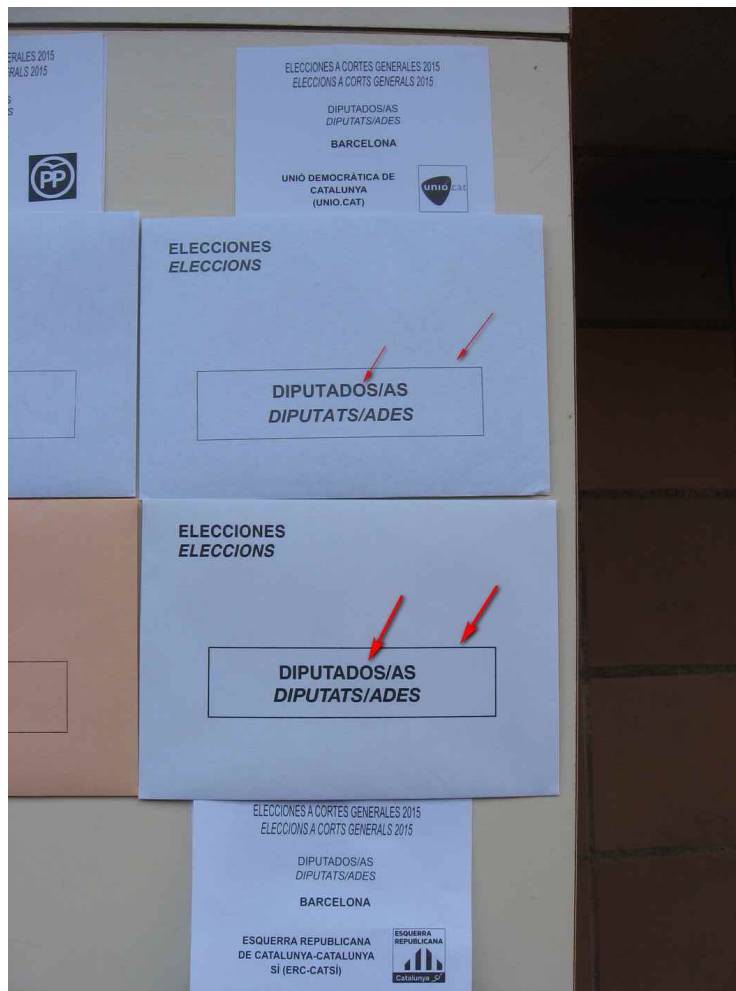 ERALES 2015
RALS 2015
S
S
PP
ELECCIONES A CORTES GENERALES 2015
ELECCIONS A CORTS GENERALS 2015
DIPUTADOS/AS
DIPUTATS/ADES
BARCELONA
UNIÓ DEMOCRÀTICA DE
CATALUNYA
(UNIO.CAT)
unió.cat
ELECCIONES
ELECCIONS
DIPUTADOS/AS
DIPUTATS/ADES
ELECCIONES
ELECCIONS
DIPUTADOS/AS
DIPUTATS/ADES
ELECCIONES A CORTES GENERALES 2015
ELECCIONS A CORTS GENERALS 2015
DIPUTADOS/AS
DIPUTATS/ADES
BARCELONA
ESQUERRA REPUBLICANA
DE CATALUNYA-CATALUNYA
SÍ (ERC-CATSÍ)
ESQUERRA
REPUBLICANA
Catalunya Sí